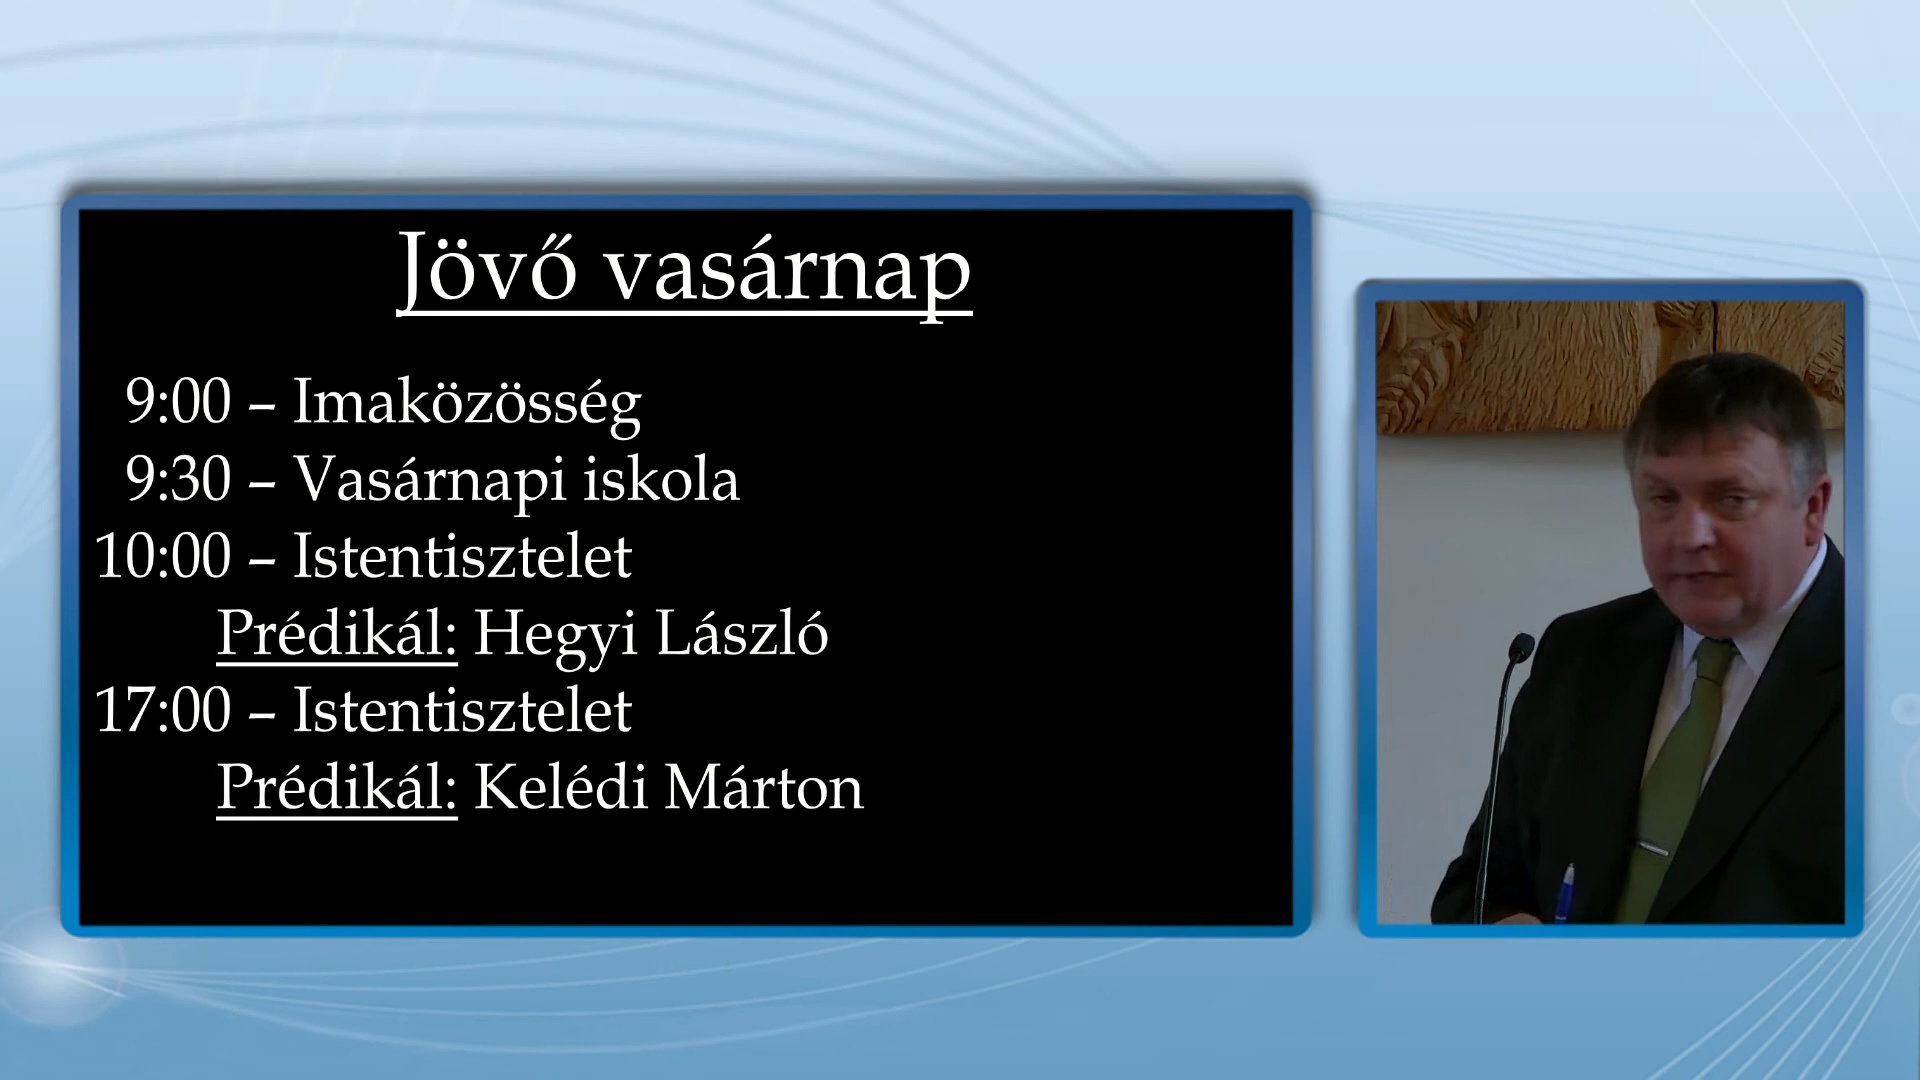 Jövő vasárnap
9:00 – Imaközösség
9:30 – Vasárnapi iskola
10:00 – Istentisztelet
Prédikál: Hegyi László
17:00 – Istentisztelet
Prédikál: Kelédi Márton